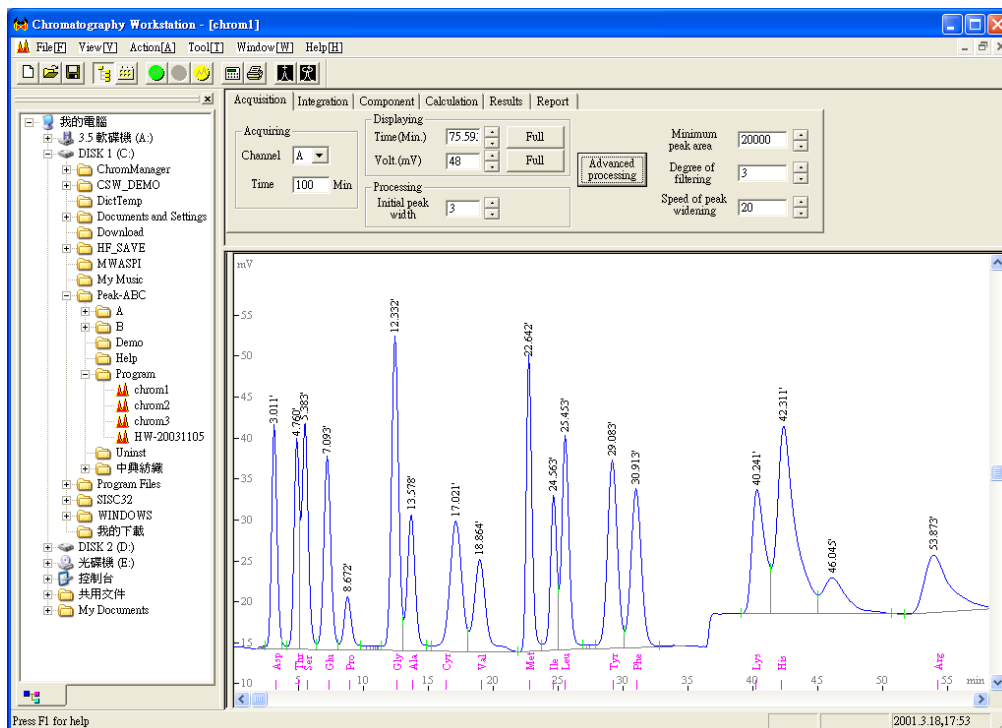 Chromatography Workstation - [chrom1]
File[F] View[V] Action[A] Tool[T] Window[W] Help[H]
我的電腦
3.5 軟碟機 (A:)
DISK 1 (C:)
ChromManager
CSW_DEMO
DictTemp
Documents and Settings
Download
HF_SAVE
MWASPI
My Music
Peak-ABC
A
B
Demo
Help
Program
chrom1
chrom2
chrom3
HW-20031105
Uninst
中興紡織
Program Files
SISC32
WINDOWS
我的下載
DISK 2 (D:)
光碟機 (E:)
控制台
共用文件
My Documents
Acquisition Integration Component Calculation Results Report
Acquiring
Channel A
Time 100 Min
Displaying
Time(Min.) 75.59 Full
Volt.(mV) 48 Full
Processing
Initial peak width 3
Advanced processing
Minimum peak area 20000
Degree of filtering 3
Speed of peak widening 20
mV
55
50
45
40
35
30
25
20
15
10
3.011'
4.760'
5.383'
7.093'
8.672'
12.332'
13.578'
17.021'
18.864'
22.642'
24.563'
25.453'
29.083'
30.913'
40.241'
42.311'
46.045'
53.873'
Asp Thr Ser Glu Pro Gly Ala Cyr Val Met Ile Leu Tyr Phe Lys His Arg
5 10 15 20 25 30 35 40 45 50 55 min
Press F1 for help
2001.3.18,17:53